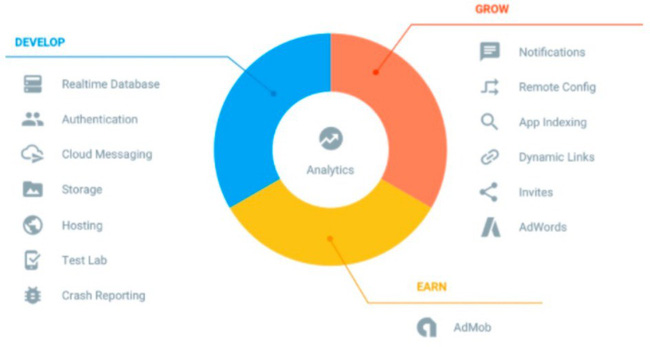 DEVELOP
Realtime Database
Authentication
Cloud Messaging
Storage
Hosting
Test Lab
Crash Reporting
Analytics
GROW
Notifications
Remote Config
App Indexing
Dynamic Links
Invites
AdWords
EARN
AdMob